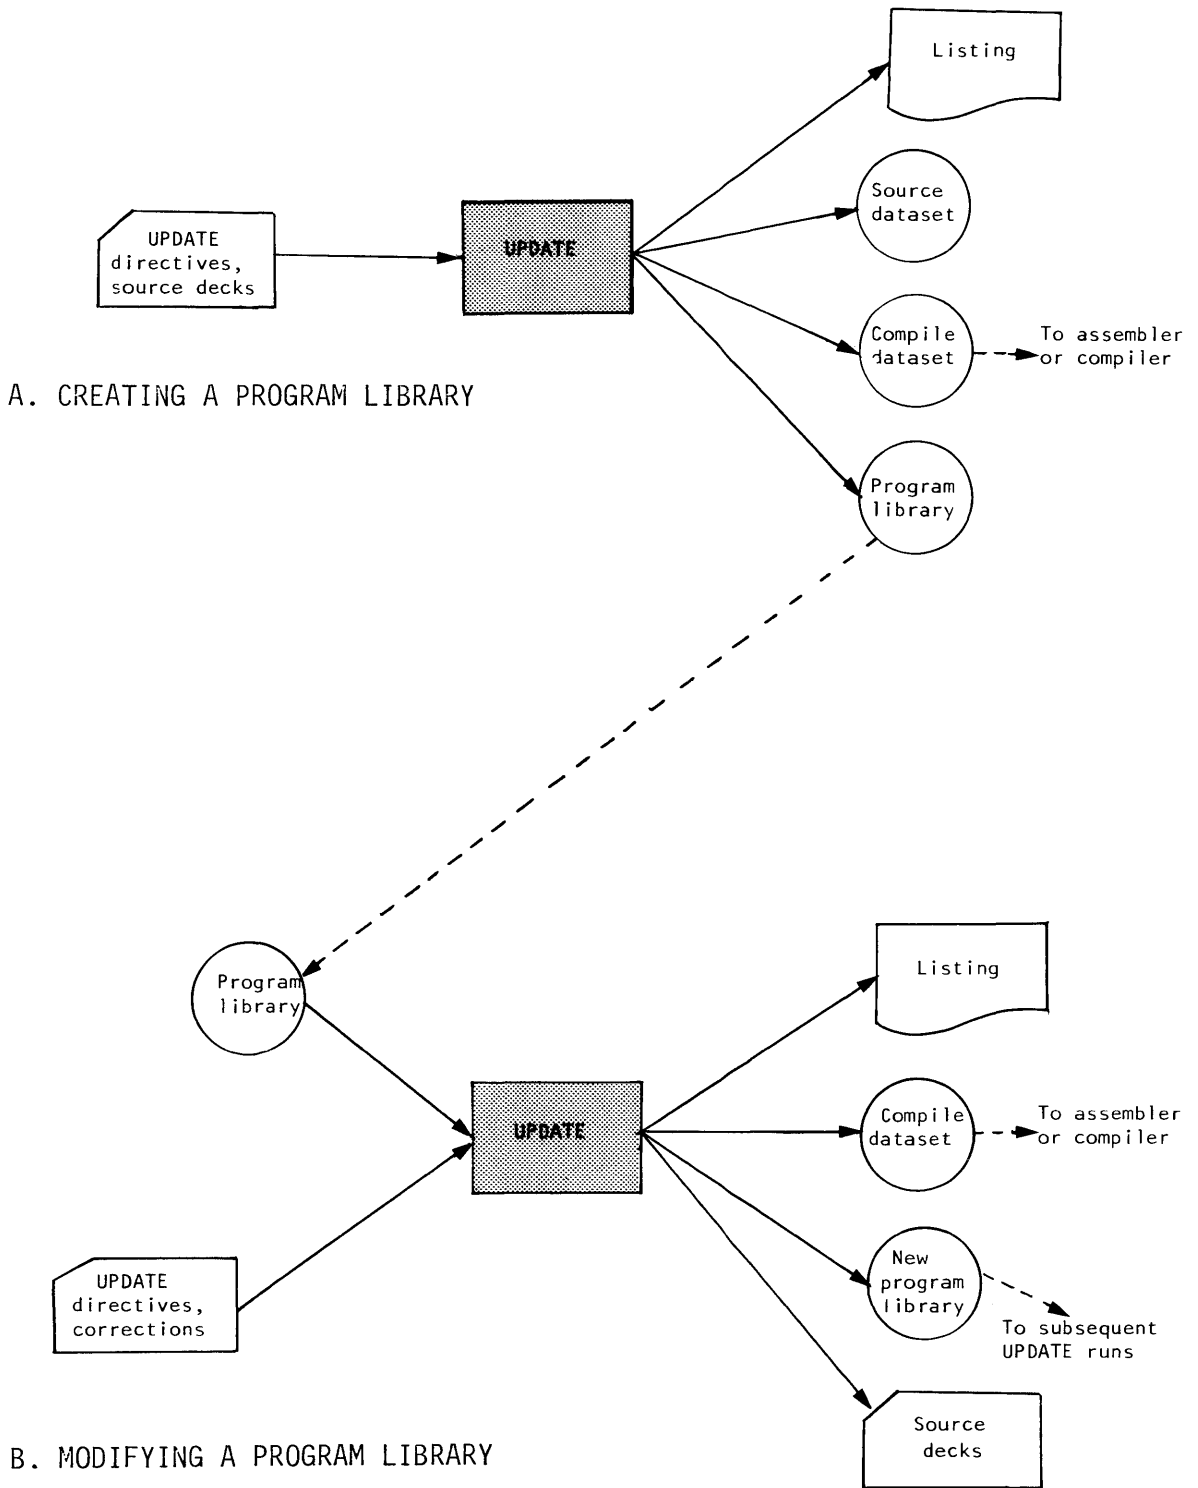 Listing
Source
dataset
UPDATE
directives,
source decks
UPDATE
Compile
dataset
To assembler
or compiler
A. CREATING A PROGRAM LIBRARY
Program
library
Program
library
Listing
UPDATE
Compile
dataset
To assembler
or compiler
UPDATE
directives,
corrections
New
program
library
To subsequent
UPDATE runs
Source
decks
B. MODIFYING A PROGRAM LIBRARY